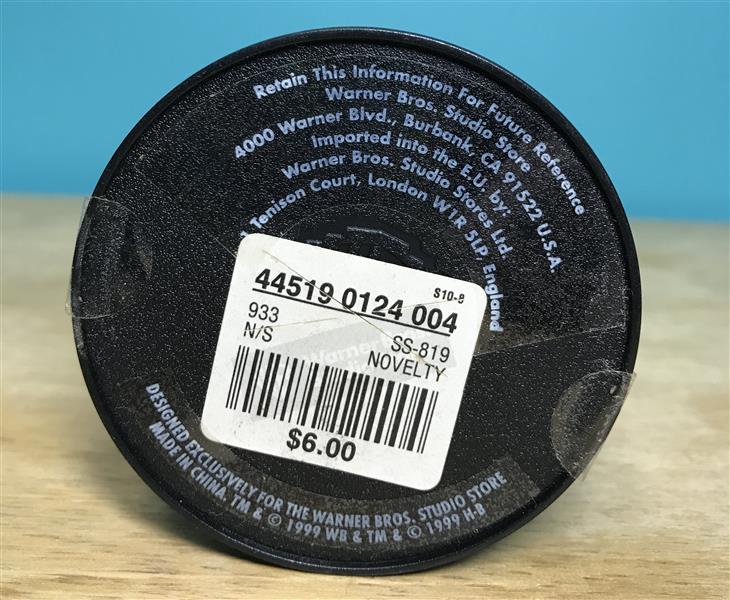 Retain This Information For Future Reference
Warner Bros. Studio Store
4000 Warner Blvd., Burbank, CA 91522 U.S.A.
Imported into the E.U. by:
Warner Bros. Studio Stores Ltd.
1 Tenison Court, London W1R 5LP, England
S10-8
44519 0124 004
933
SS-819
N/S
NOVELTY
$6.00
DESIGNED EXCLUSIVELY FOR THE WARNER BROS. STUDIO STORE
MADE IN CHINA. TM & © 1999 WB & TM & © 1999 H-B